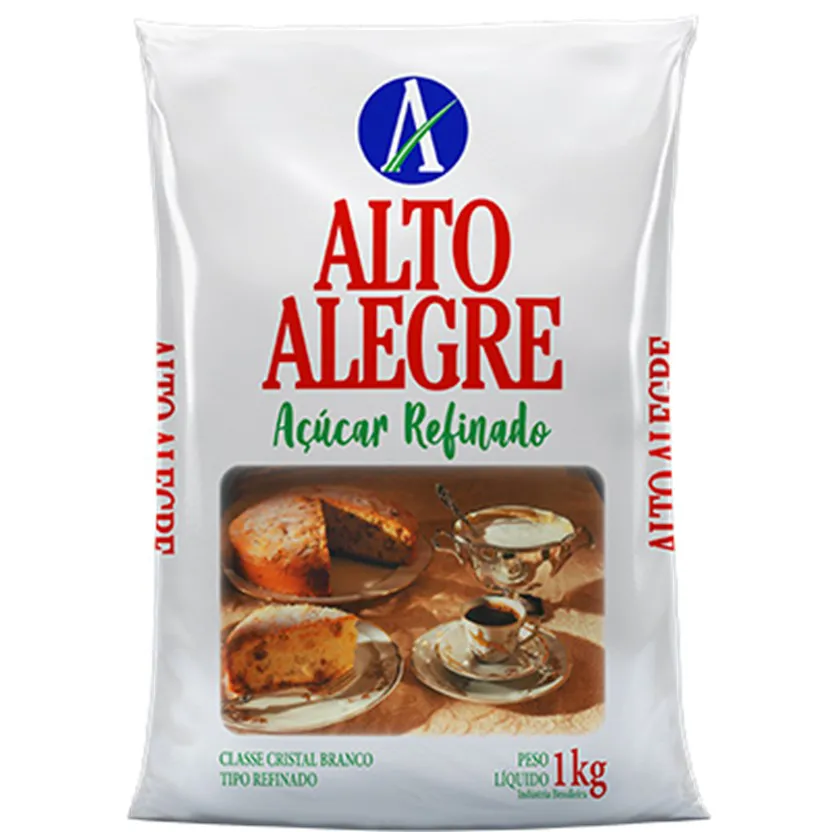 A
ALTO
ALEGRE
Açúcar Refinado
ALTO ALEGRE
ALTO ALEGRE
CLASSE CRISTAL BRANCO
TIPO REFINADO
PESO
LÍQUIDO 1kg
Indústria Brasileira